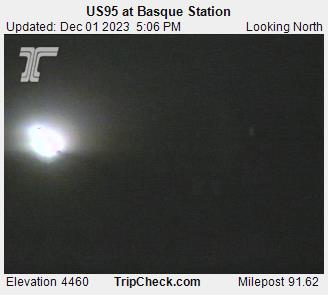 US95 at Basque Station
Updated: Dec 01 2023 5:06 PM Looking North
Elevation 4460 TripCheck.com Milepost 91.62